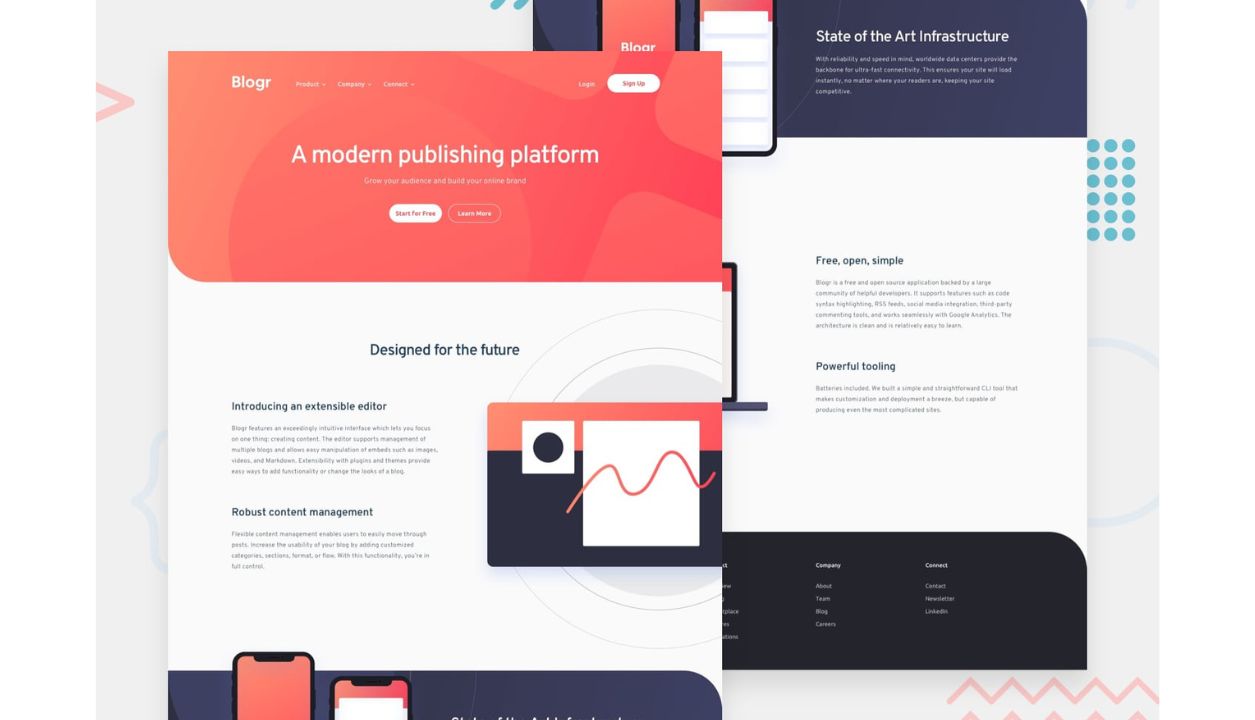 Blogr
Product
Company
Connect
Login
Sign Up
A modern publishing platform
Grow your audience and build your online brand
Start for Free
Learn More
Designed for the future
Introducing an extensible editor
Blogr features an exceedingly intuitive interface which lets you focus
on one thing: creating content. The editor supports management of
multiple blogs and allows easy manipulation of embeds such as images,
videos, and Markdown. Extensibility with plugins and themes provide
easy ways to add functionality or change the looks of a blog.
Robust content management
Flexible content management enables users to easily move through
posts. Increase the usability of your blog by adding customized
categories, sections, format, or flow. With this functionality, you're in
full control.
State of the Art Infrastructure
Blogr
State of the Art Infrastructure
With reliability and speed in mind, worldwide data centers provide the
backbone for ultra-fast connectivity. This ensures your site will load
instantly, no matter where your readers are, keeping your site
competitive.
Free, open, simple
Blogr is a free and open source application backed by a large
community of helpful developers. It supports features such as code
syntax highlighting, RSS feeds, social media integration, third-party
commenting tools, and works seamlessly with Google Analytics. The
architecture is clean and is relatively easy to learn.
Powerful tooling
Batteries included. We built a simple and straightforward CLI tool that
makes customization and deployment a breeze, but capable of
producing even the most complicated sites.
Company
About
Team
Blog
Careers
Connect
Contact
Newsletter
LinkedIn